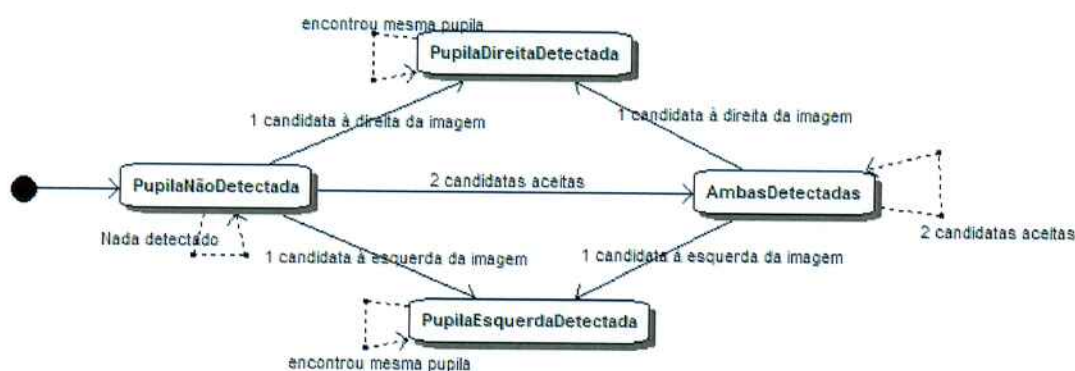 encontrou mesma pupila
PupilaDireitaDetectada
1 candidata à direita da imagem
1 candidata à direita da imagem
PupilaNãoDetectada
2 candidatas aceitas
AmbasDetectadas
Nada detectado
2 candidatas aceitas
1 candidata à esquerda da imagem
1 candidata à esquerda da imagem
PupilaEsquerdaDetectada
encontrou mesma pupila